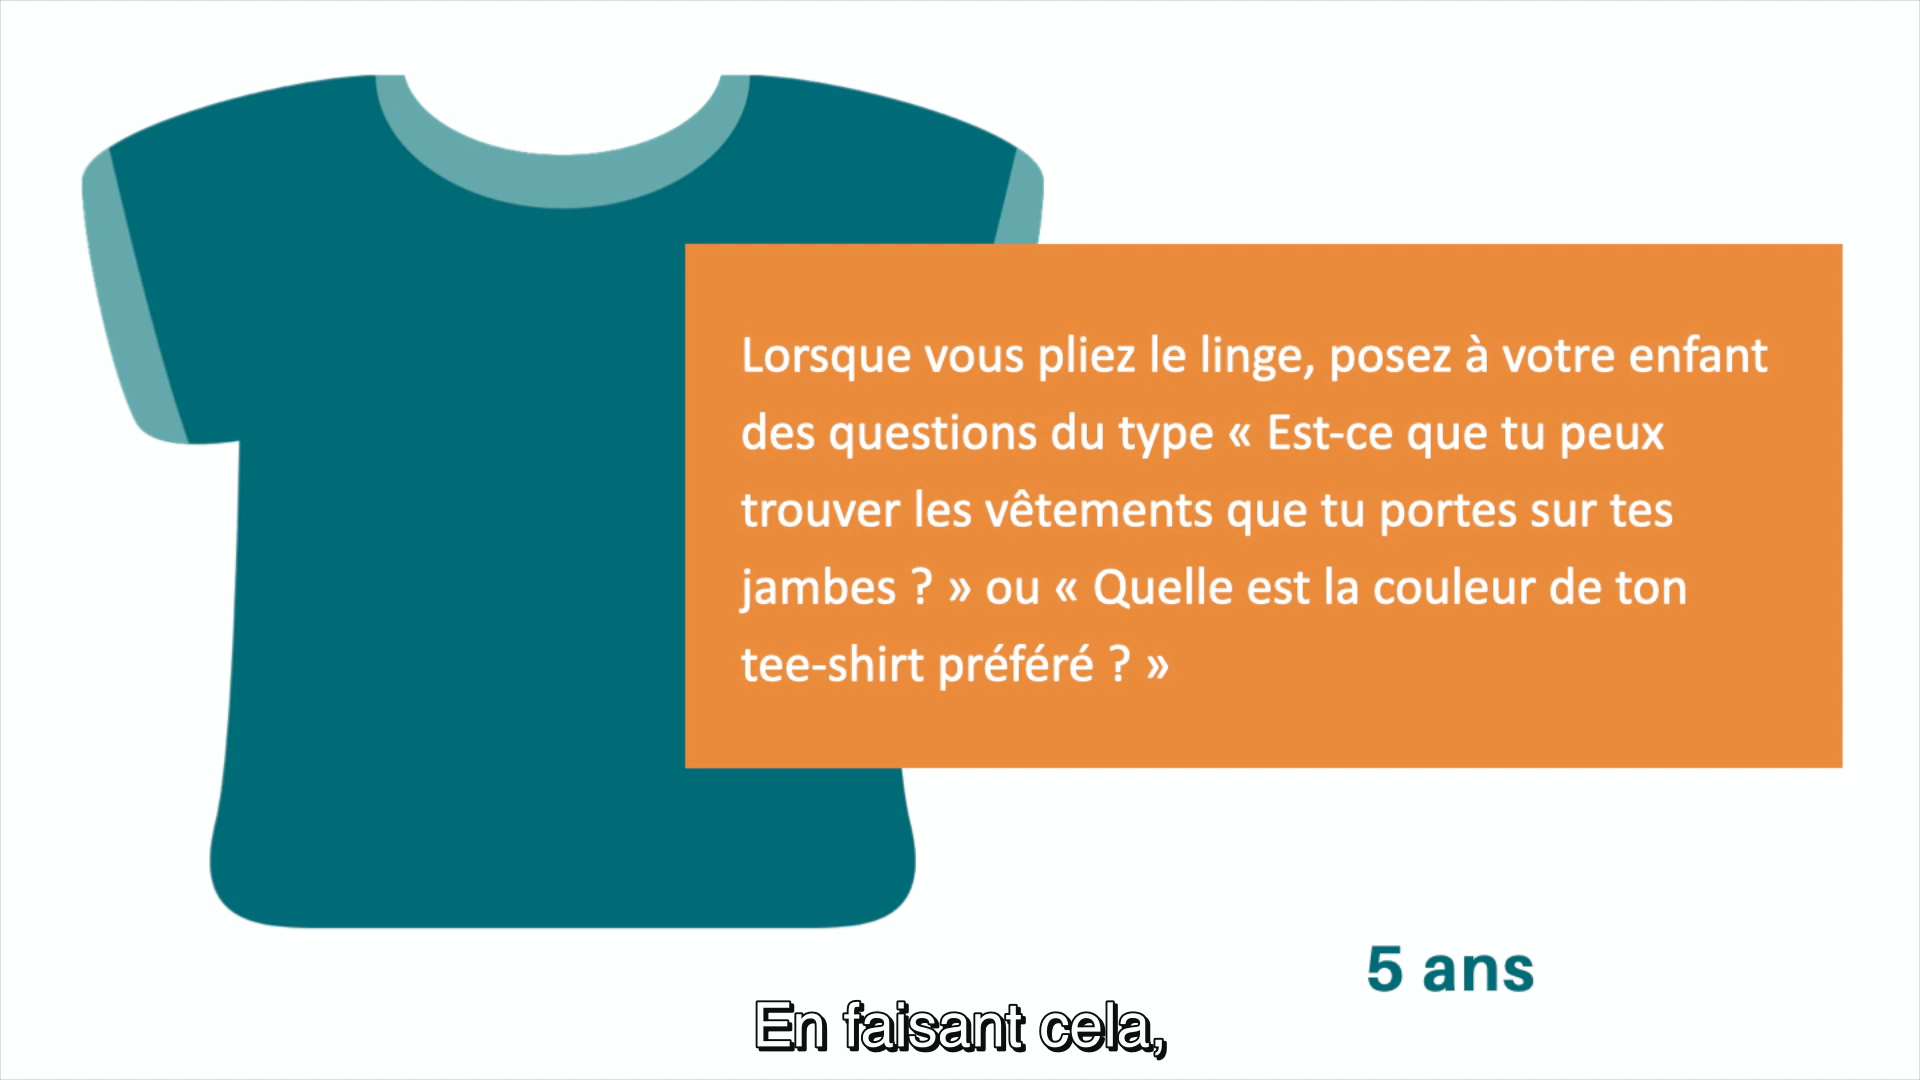 Lorsque vous pliez le linge, posez à votre enfant
des questions du type « Est-ce que tu peux
trouver les vêtements que tu portes sur tes
jambes ? » ou « Quelle est la couleur de ton
tee-shirt préféré ? »
5 ans
En faisant cela,